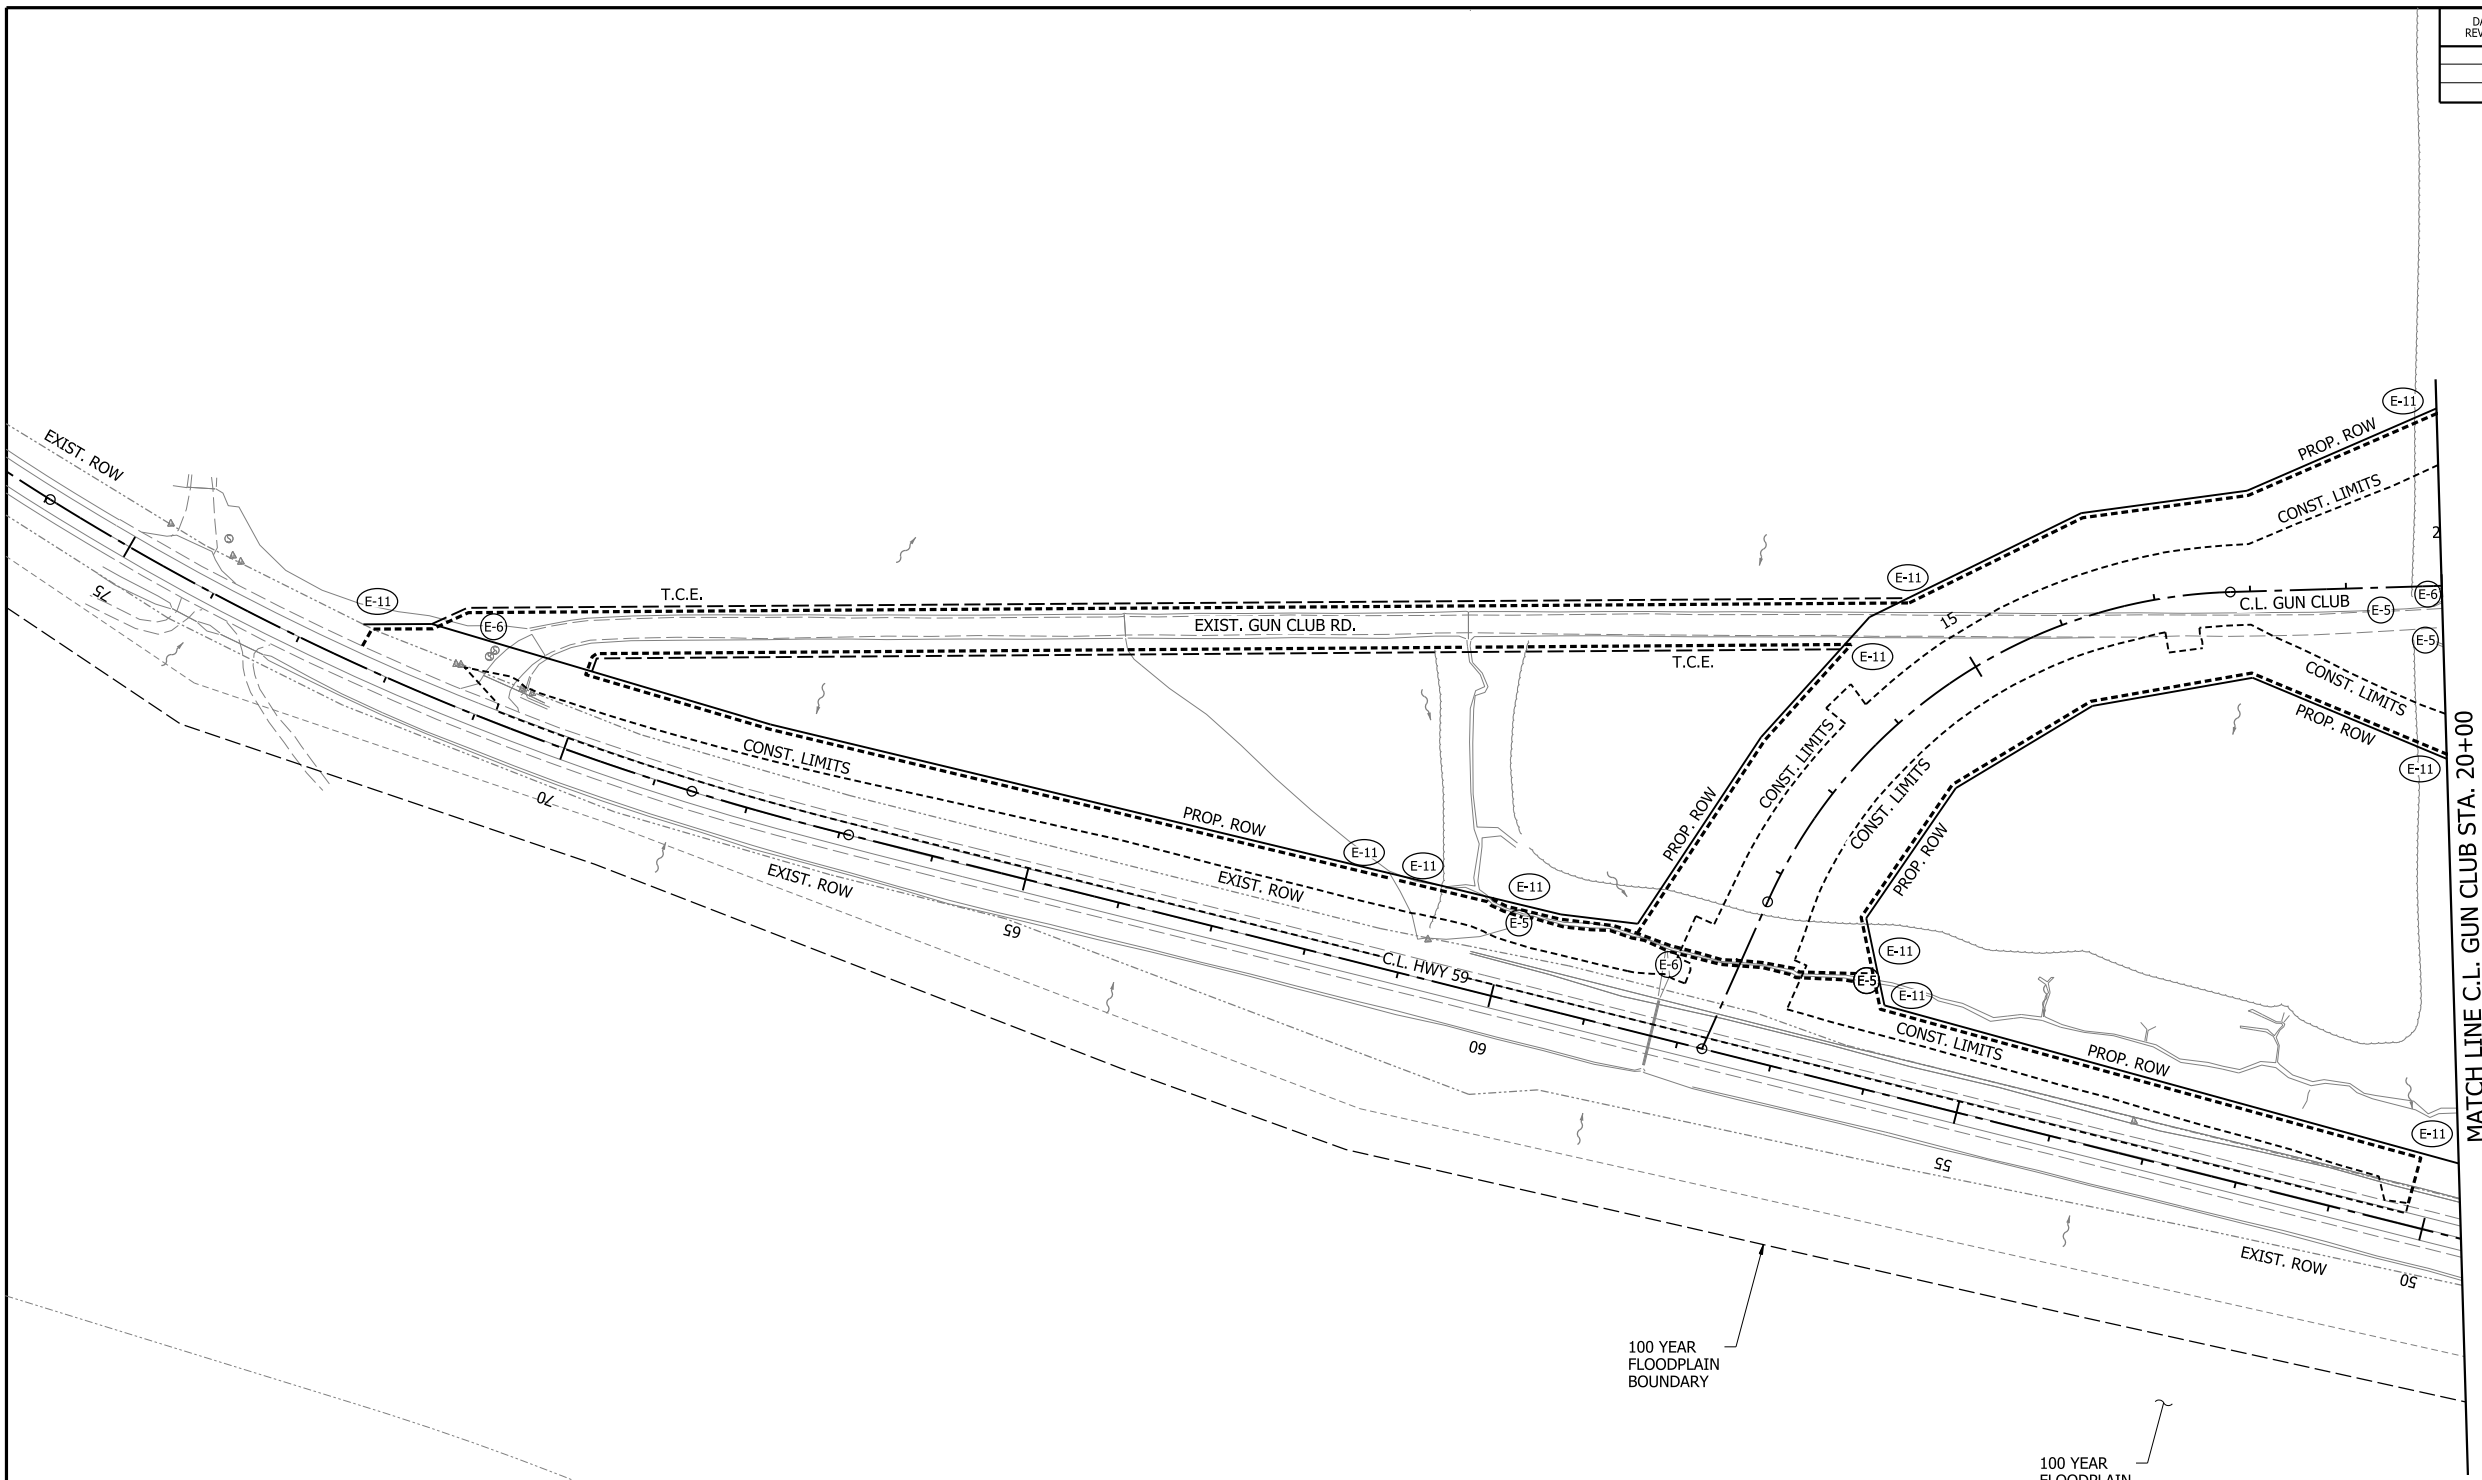 EXIST. ROW
75
E-11
E-6
T.C.E.
EXIST. GUN CLUB RD.
T.C.E.
E-11
E-11
PROP. ROW
E-11
CONST. LIMITS
2
15
C.L. GUN CLUB
E-5
E-6
E-5
CONST. LIMITS
PROP. ROW
E-11
MATCH LINE C.L. GUN CLUB STA. 20+00
CONST. LIMITS
70
EXIST. ROW
PROP. ROW
EXIST. ROW
65
E-11
E-11
E-11
E-5
C.L. HWY 59
PROP. ROW
CONST. LIMITS
CONST. LIMITS
PROP. ROW
E-6
E-5
E-11
E-11
60
CONST. LIMITS
PROP. ROW
E-11
55
EXIST. ROW
50
100 YEAR
FLOODPLAIN
BOUNDARY
100 YEAR
FLOODPLAIN